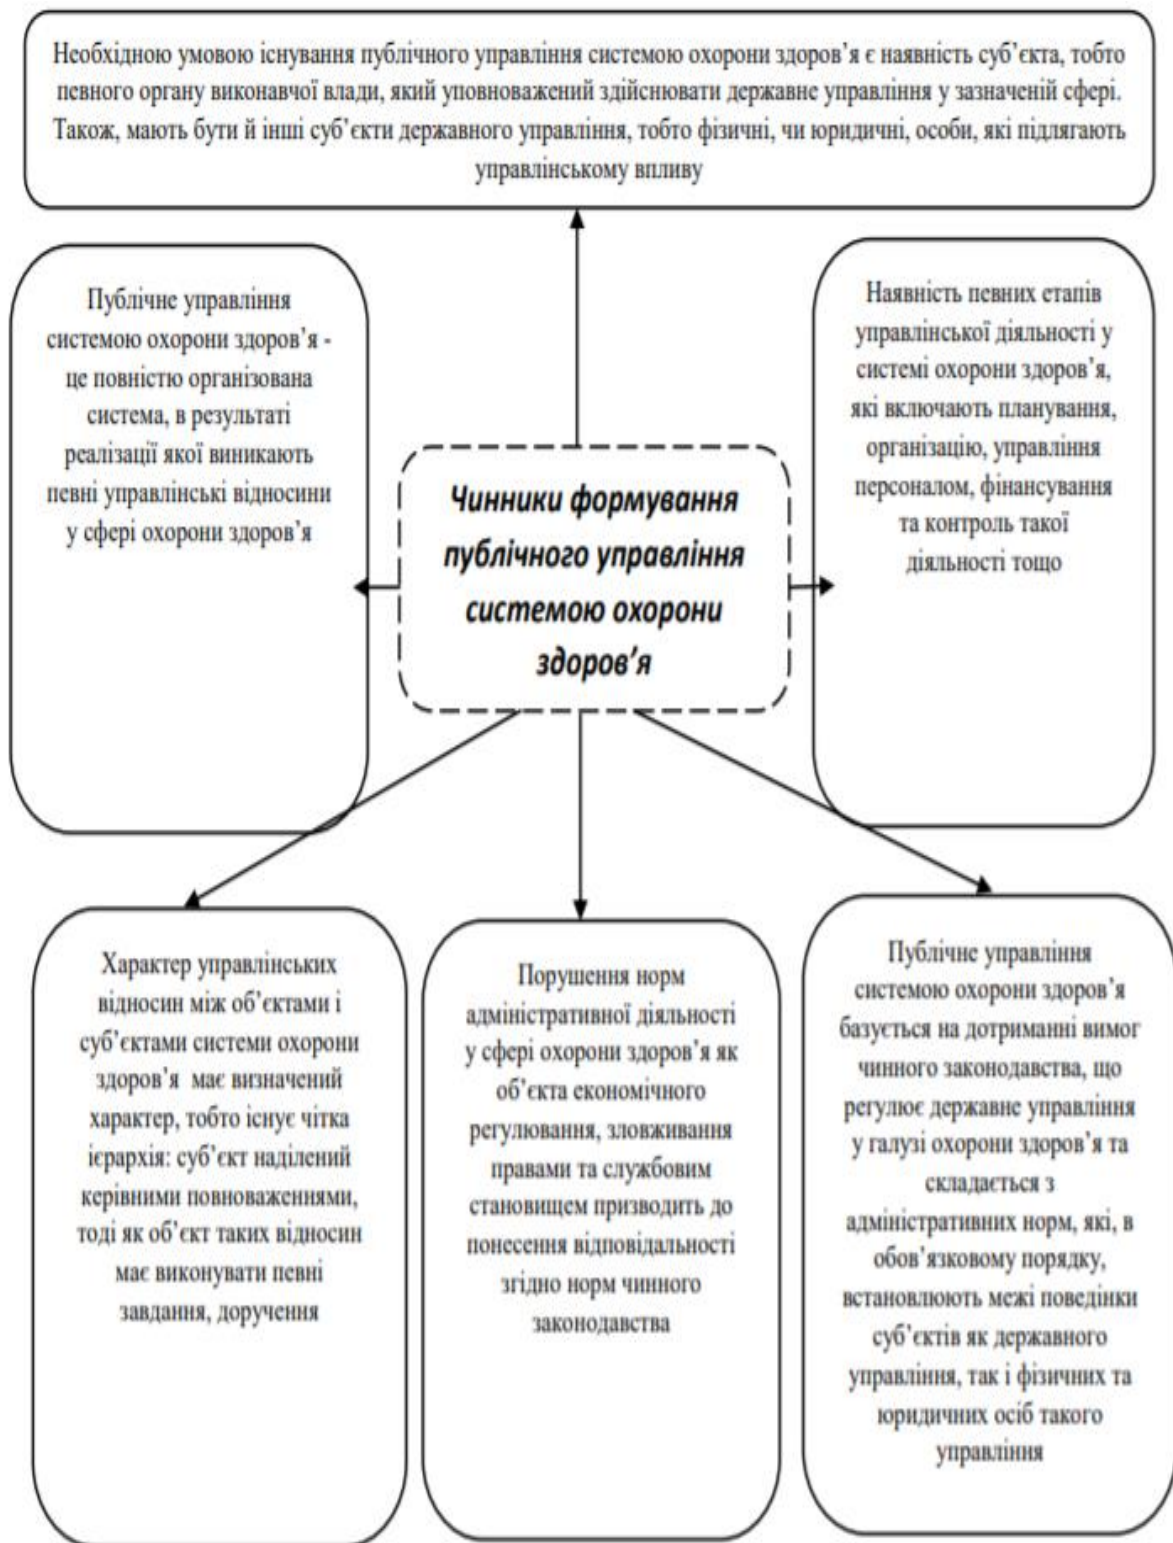 Необхідною умовою існування публічного управління системою охорони здоров’я є наявність суб’єкта, тобто
певного органу виконавчої влади, який уповноважений здійснювати державне управління у зазначеній сфері.
Також, мають бути й інші суб’єкти державного управління, тобто фізичні, чи юридичні, особи, які підлягають
управлінському впливу
Публічне управління
системою охорони здоров’я -
це повністю організована
система, в результаті
реалізації якої виникають
певні управлінські відносини
у сфері охорони здоров’я
Чинники формування
публічного управління
системою охорони
здоров’я
Наявність певних етапів
управлінської діяльності у
системі охорони здоров’я,
які включають планування,
організацію, управління
персоналом, фінансування
та контроль такої
діяльності тощо
Характер управлінських
відносин між об’єктами і
суб’єктами системи охорони
здоров’я має визначений
характер, тобто існує чітка
ієрархія: суб’єкт наділений
керівними повноваженнями,
тоді як об’єкт таких відносин
має виконувати певні
завдання, доручення
Порушення норм
адміністративної діяльності
у сфері охорони здоров’я як
об’єкта економічного
регулювання, зловживання
правами та службовим
становищем призводить до
понесення відповідальності
згідно норм чинного
законодавства
Публічне управління
системою охорони здоров’я
базується на дотриманні вимог
чинного законодавства, що
регулює державне управління
у галузі охорони здоров’я та
складається з
адміністративних норм, які, в
обов’язковому порядку,
встановлюють межі поведінки
суб’єктів як державного
управління, так і фізичних та
юридичних осіб такого
управління